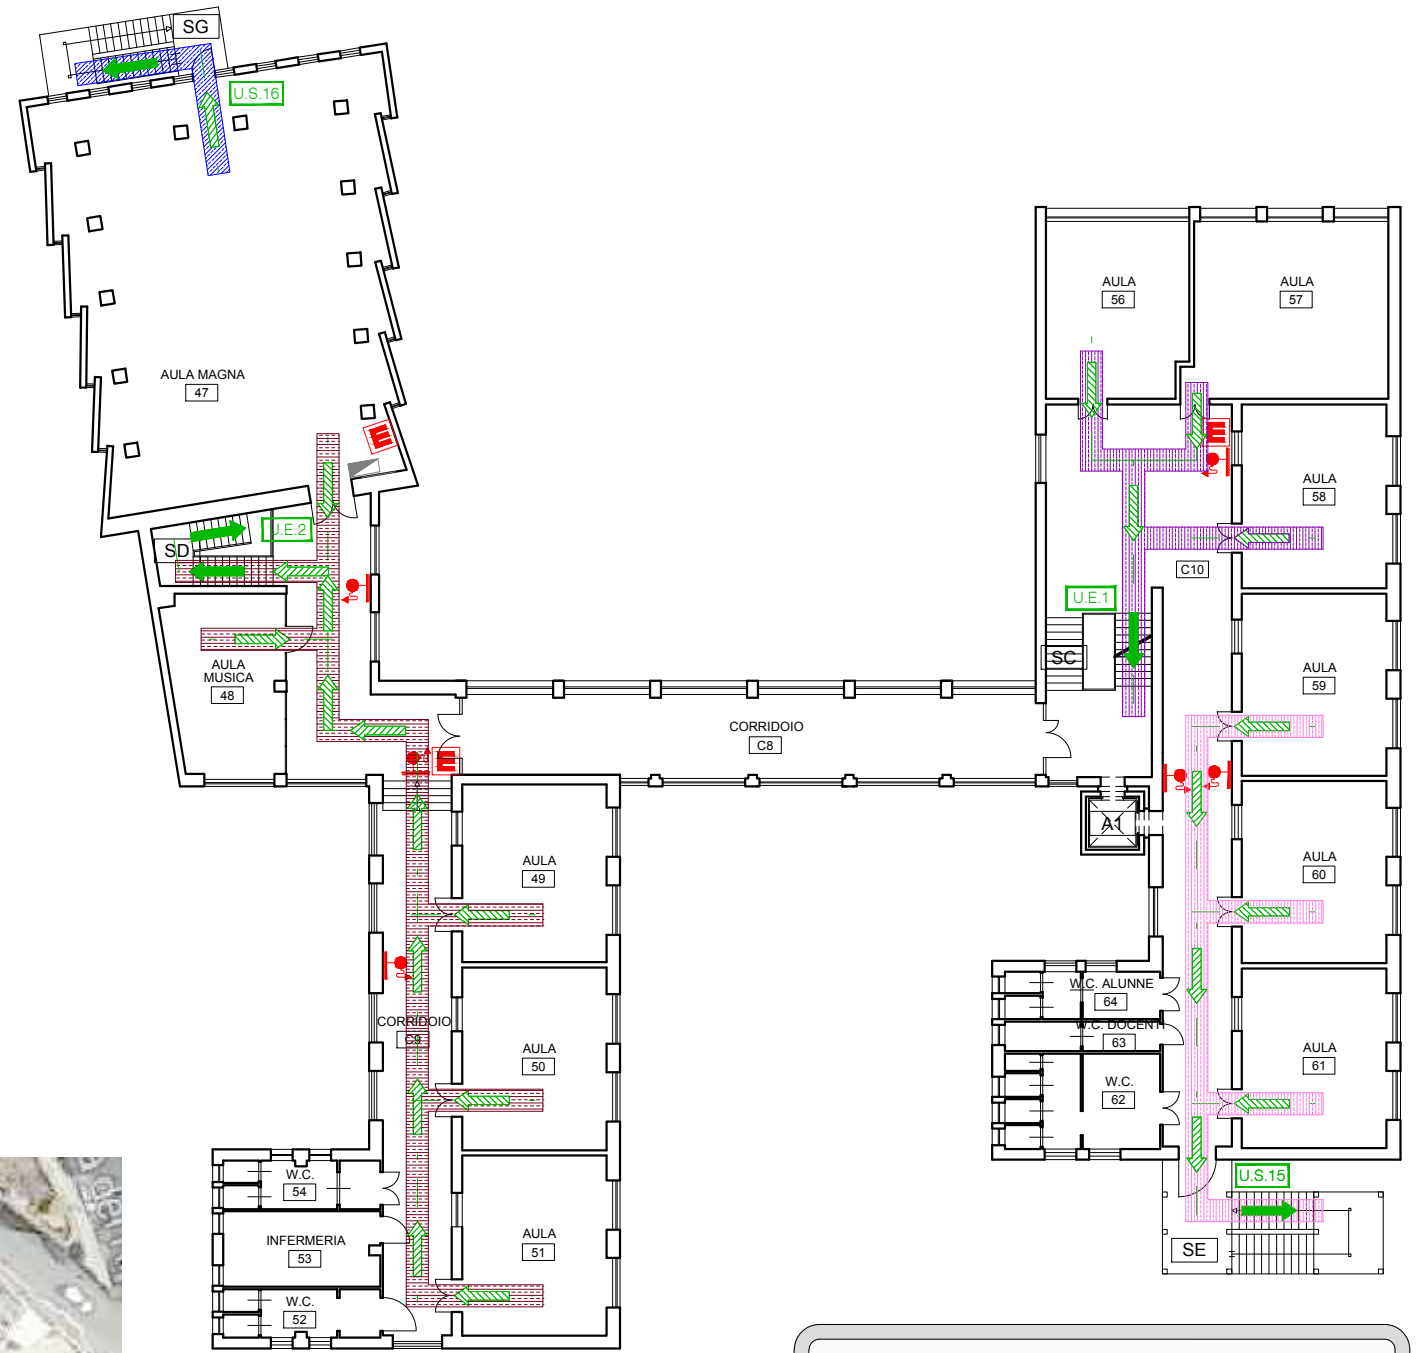 SG
U.S.16
AULA MAGNA
47
E
U.E.2
SD
AULA
MUSICA
48
E
CORRIDOIO
C8
AULA
49
CORRIDOIO
C9
AULA
50
AULA
51
W.C.
54
INFERMERIA
53
W.C.
52
AULA
56
AULA
57
E
AULA
58
C10
U.E.1
SC
AULA
59
A1
AULA
60
W.C. ALUNNE
64
W.C. DOCENTI
63
W.C.
62
AULA
61
U.S.15
SE